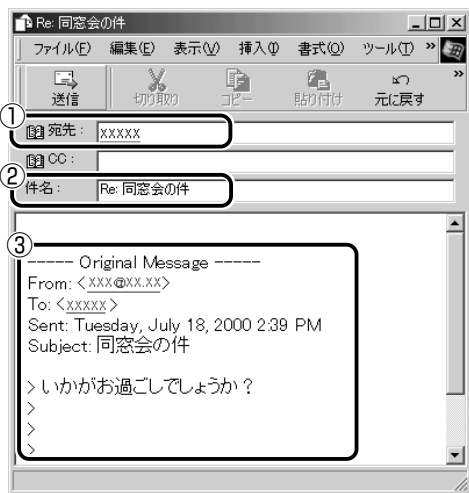 Re: 同窓会の件
ファイル(F) 編集(E) 表示(V) 挿入(I) 書式(O) ツール(T) »
送信 切り取り コピー 貼り付け 元に戻す »
①
宛先: xxxxx
CC:
②
件名: Re: 同窓会の件
③
----- Original Message -----
From: <xxx@xx.xx>
To: <xxxxx>
Sent: Tuesday, July 18, 2000 2:39 PM
Subject: 同窓会の件
> いかがお過ごしでしょうか?
>
>
>